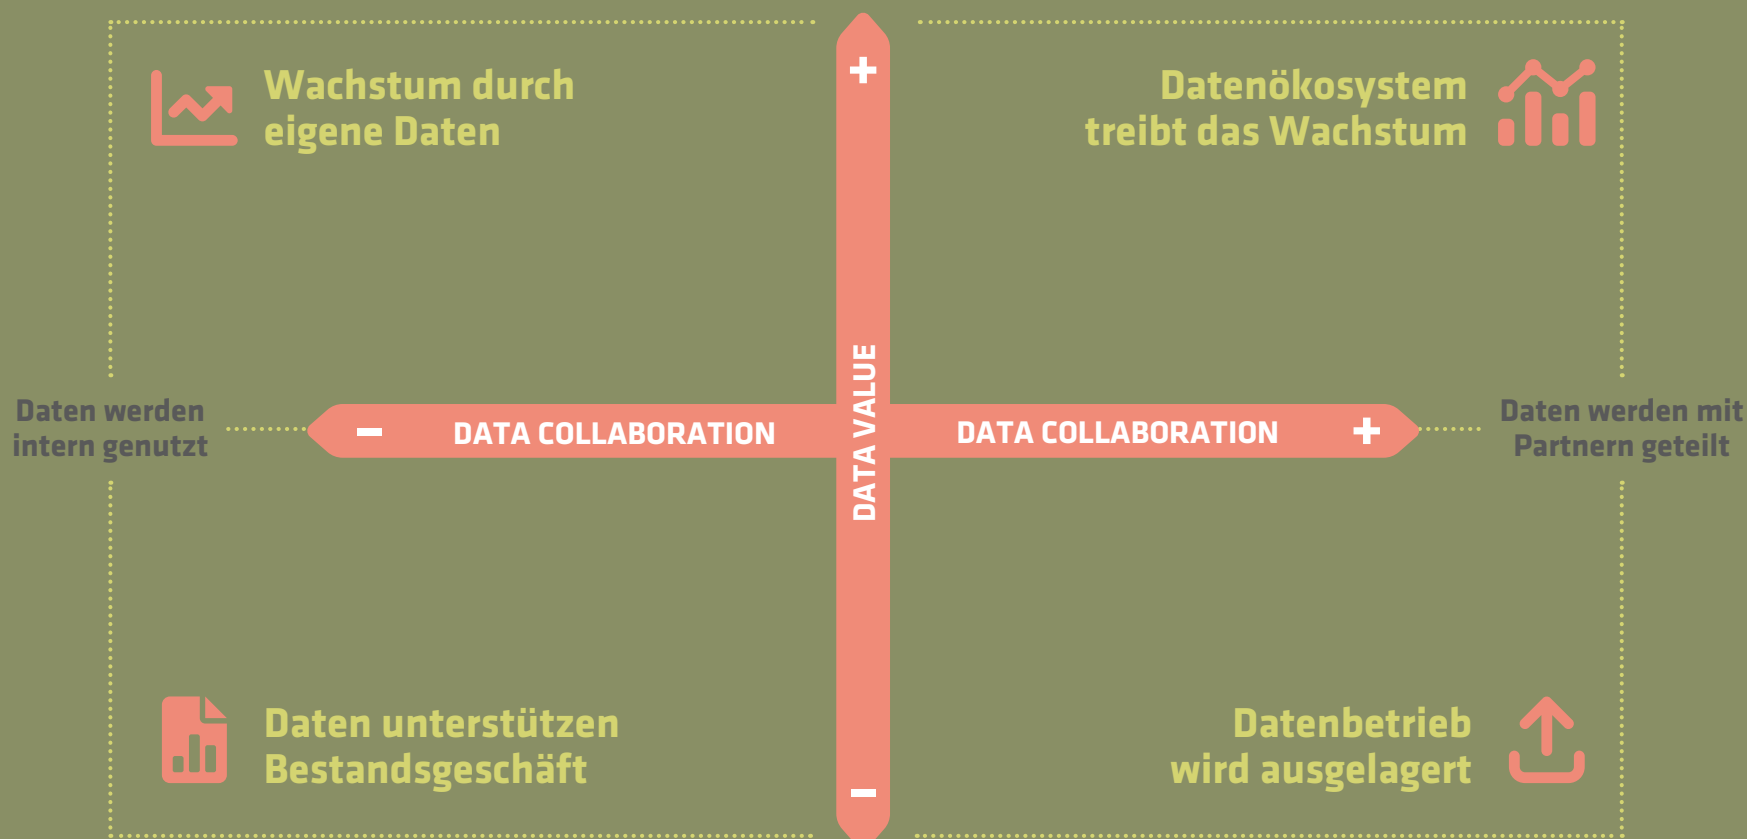 +
Wachstum durch
eigene Daten
Datenökosystem
treibt das Wachstum
Daten werden
intern genutzt
– DATA COLLABORATION
DATA VALUE
DATA COLLABORATION +
Daten werden mit
Partnern geteilt
Daten unterstützen
Bestandsgeschäft
Datenbetrieb
wird ausgelagert
–